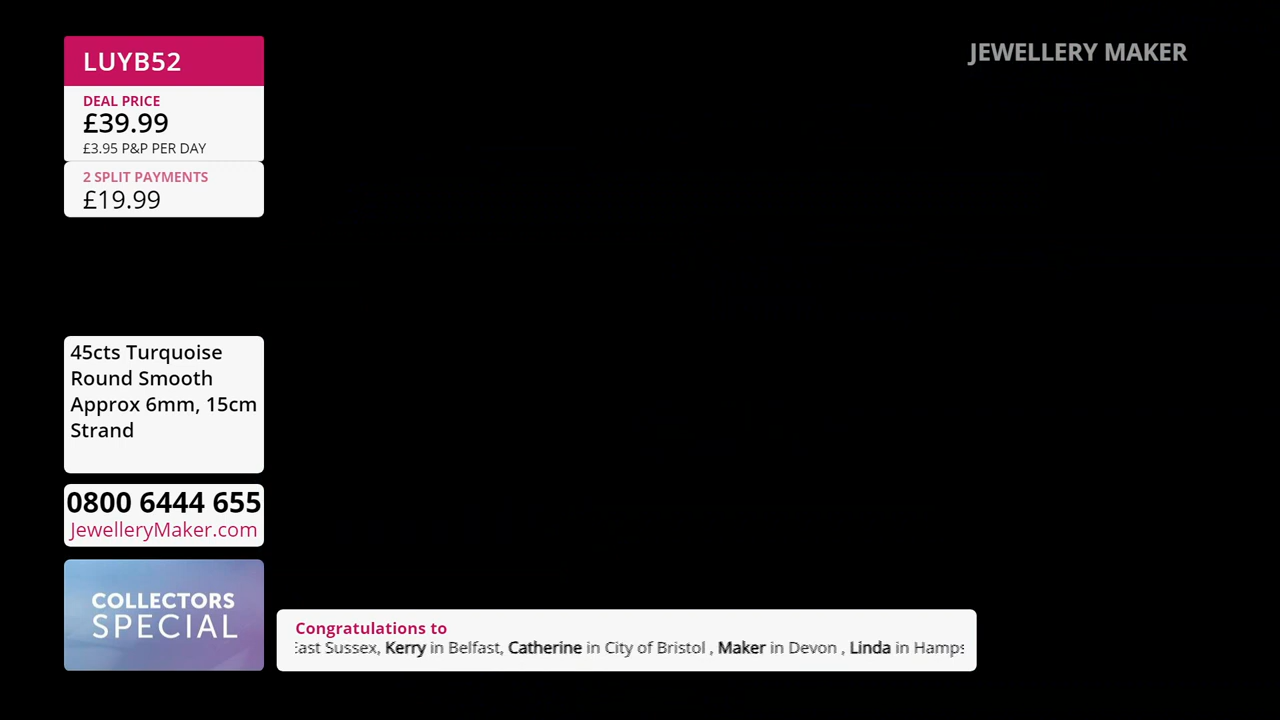 LUYB52
JEWELLERY MAKER
DEAL PRICE
£39.99
£3.95 P&P PER DAY
2 SPLIT PAYMENTS
£19.99
45cts Turquoise
Round Smooth
Approx 6mm, 15cm
Strand
0800 6444 655
JewelleryMaker.com
COLLECTORS
SPECIAL
Congratulations to
East Sussex, Kerry in Belfast, Catherine in City of Bristol , Maker in Devon , Linda in Hamps